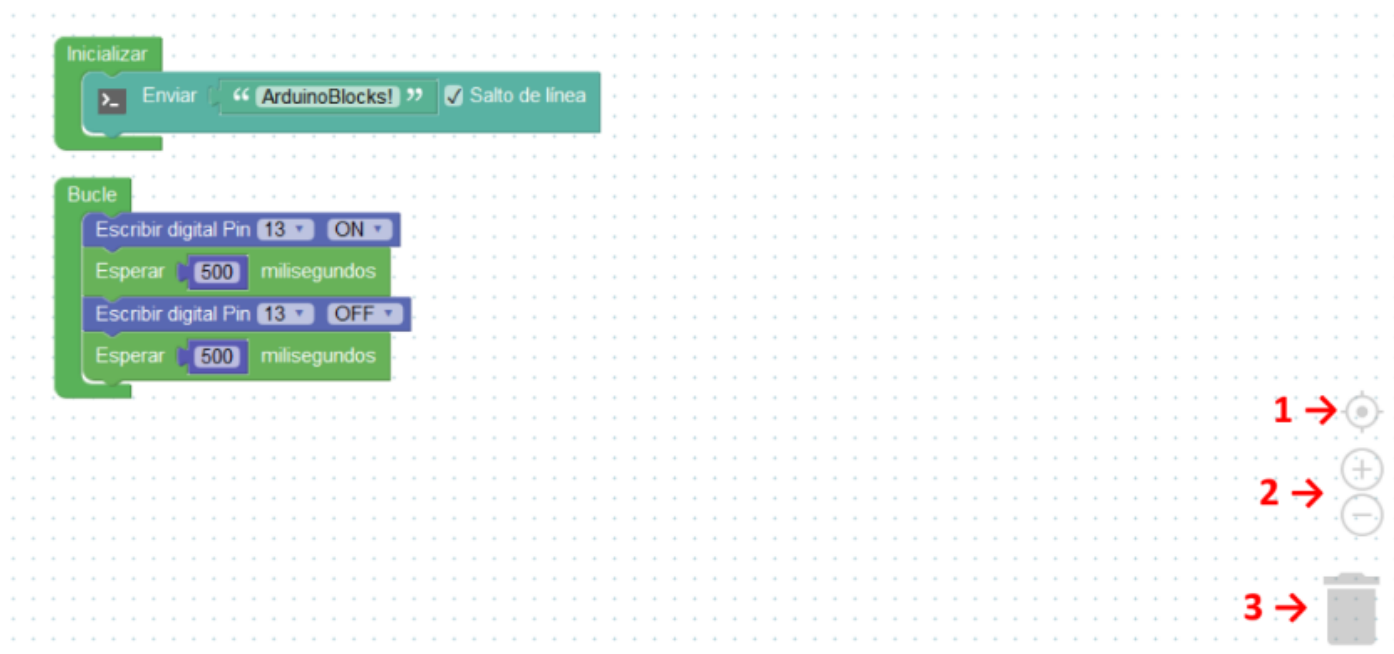 Inicializar
>_ Enviar “ ArduinoBlocks! ” Salto de línea
Bucle
Escribir digital Pin 13 ON
Esperar 500 milisegundos
Escribir digital Pin 13 OFF
Esperar 500 milisegundos
1
2
3